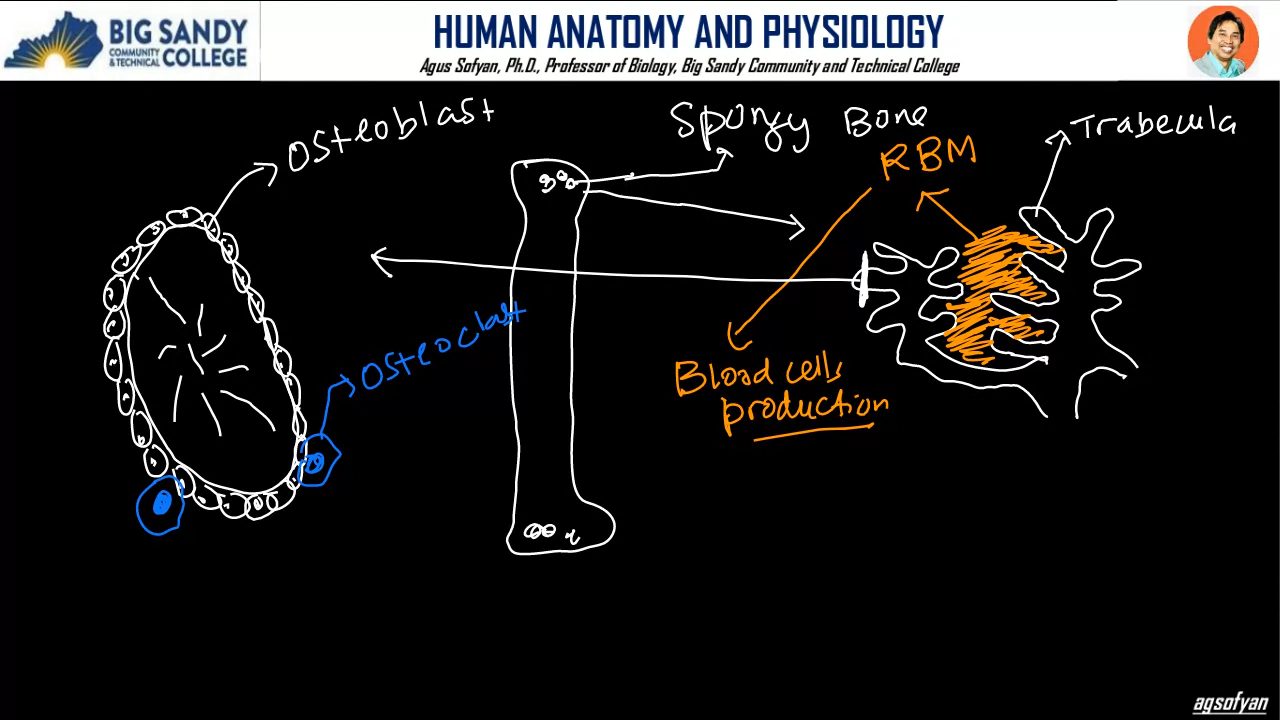 BIG SANDY
COMMUNITY
& TECHNICAL
COLLEGE
HUMAN ANATOMY AND PHYSIOLOGY
Agus Sofyan, Ph.D., Professor of Biology, Big Sandy Community and Technical College
Osteoblast
Spongy Bone
Trabecula
RBM
Osteoclast
Blood cells
production
agsofyan